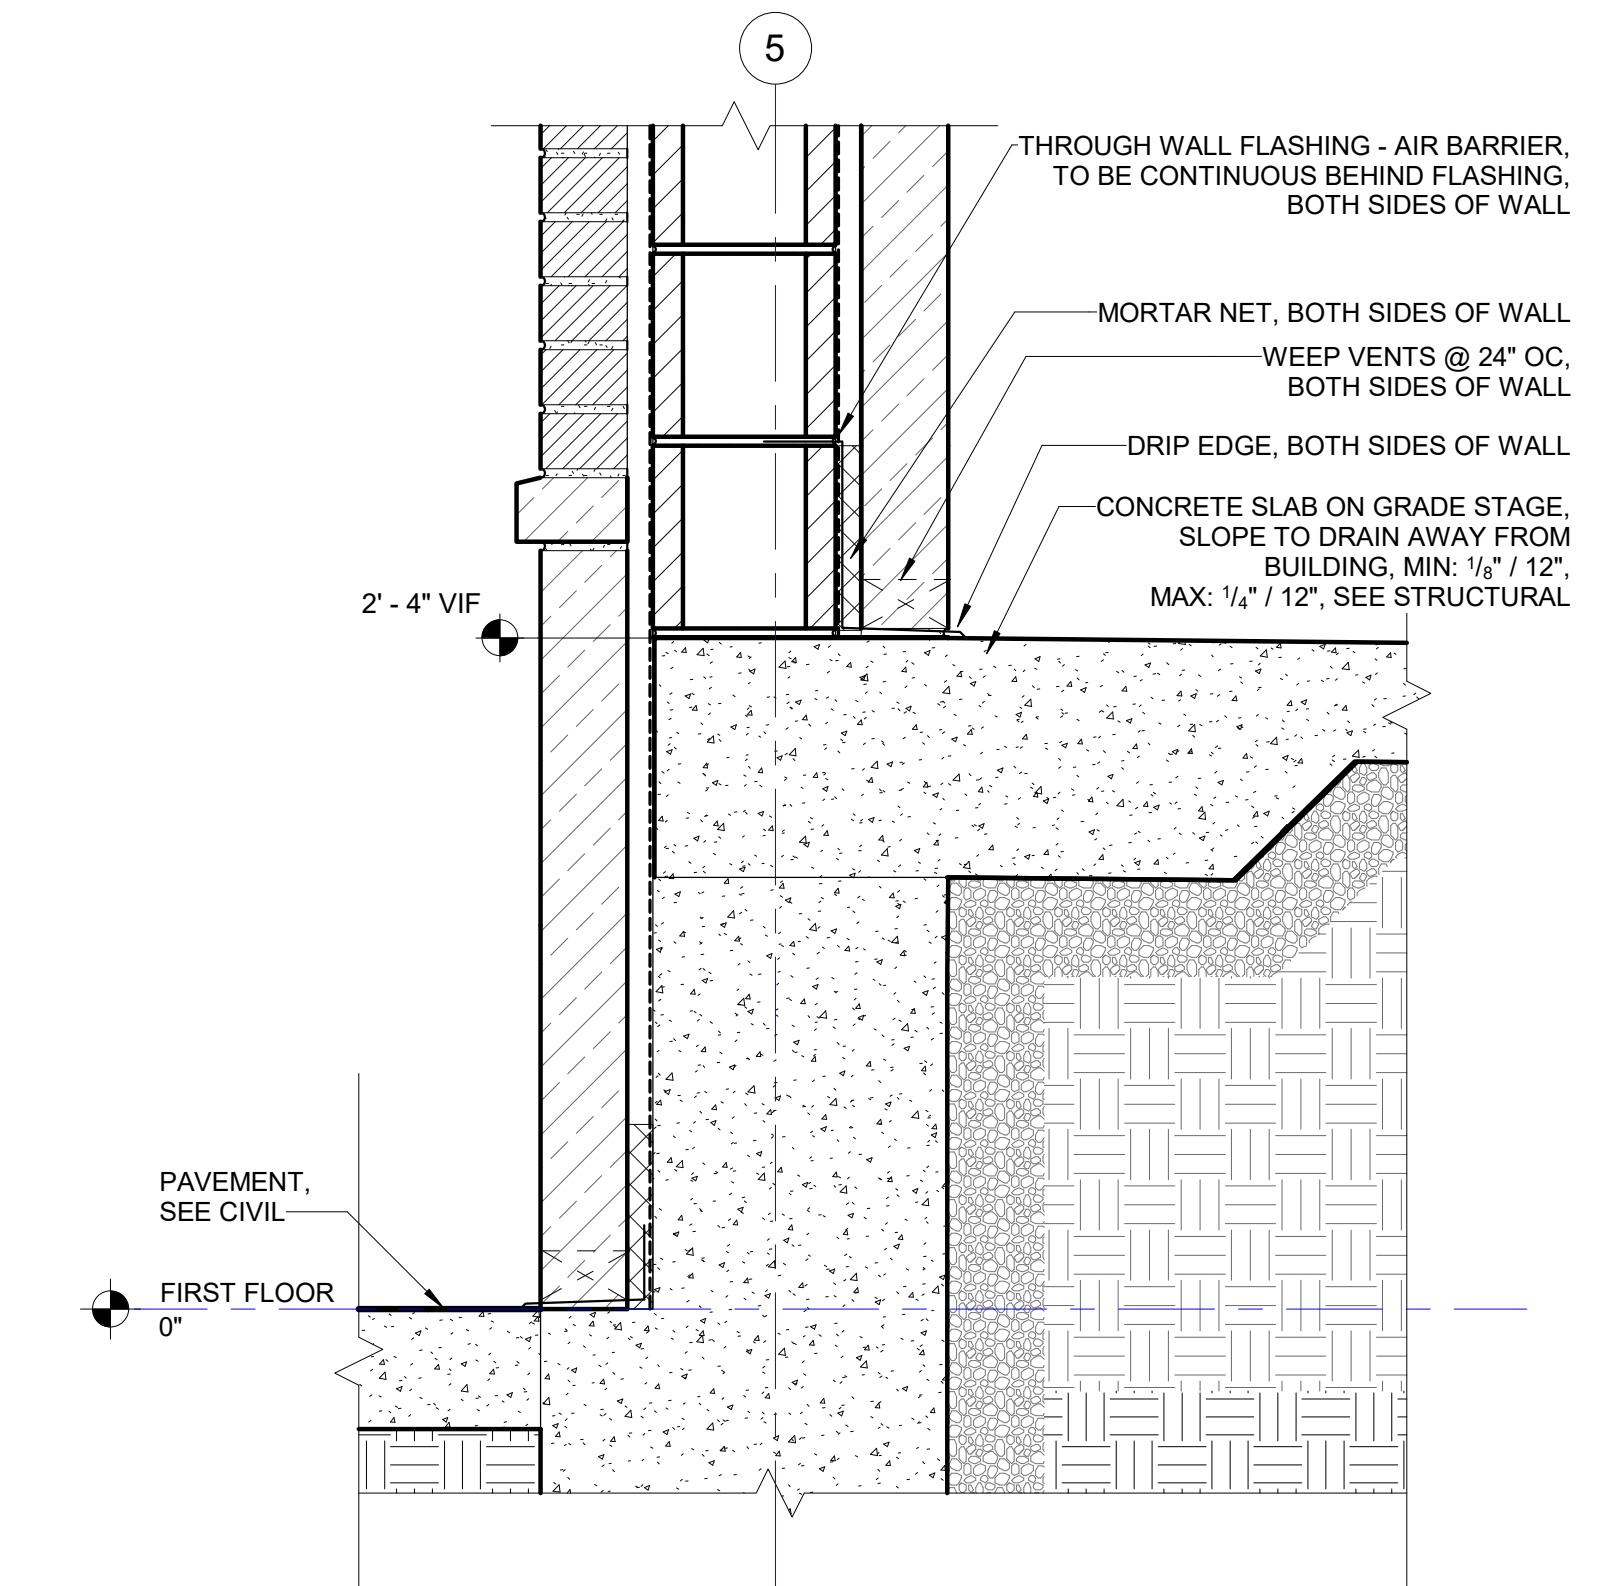 5
THROUGH WALL FLASHING - AIR BARRIER,
TO BE CONTINUOUS BEHIND FLASHING,
BOTH SIDES OF WALL
MORTAR NET, BOTH SIDES OF WALL
WEEP VENTS @ 24" OC,
BOTH SIDES OF WALL
DRIP EDGE, BOTH SIDES OF WALL
CONCRETE SLAB ON GRADE STAGE,
SLOPE TO DRAIN AWAY FROM
BUILDING, MIN: 1/8" / 12",
MAX: 1/4" / 12", SEE STRUCTURAL
2' - 4" VIF
PAVEMENT,
SEE CIVIL
FIRST FLOOR
0"